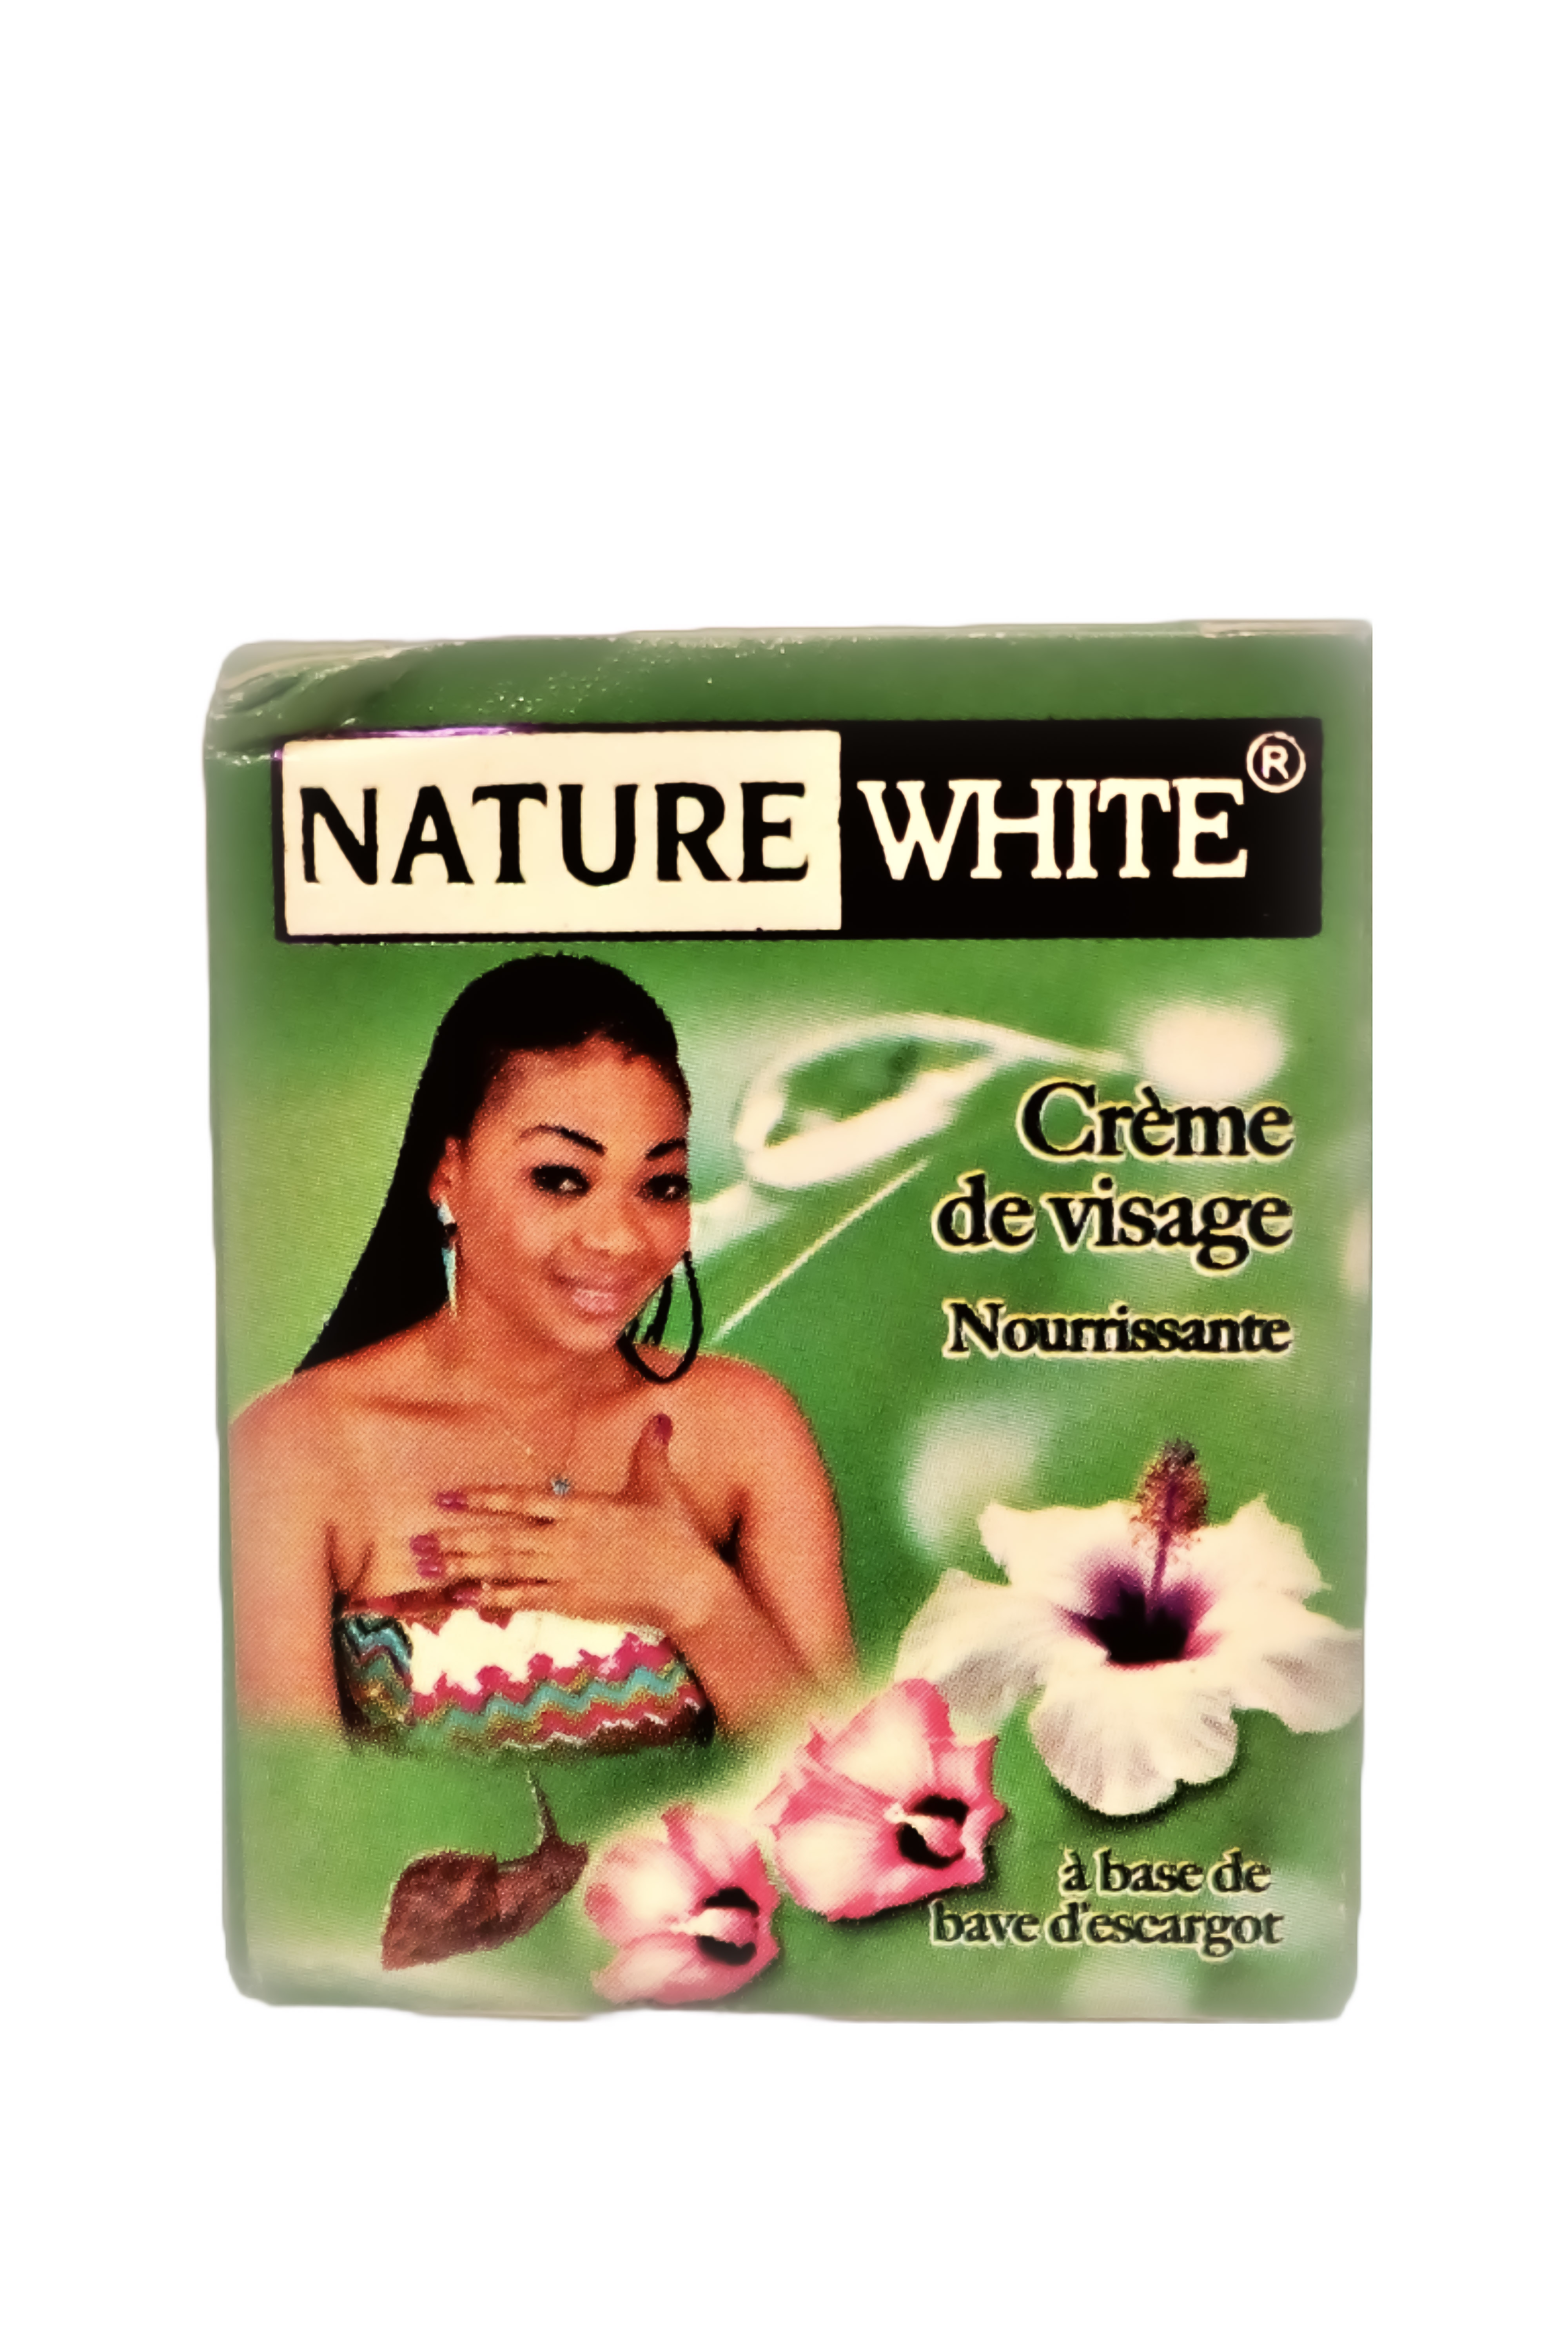 NATURE WHITE®
Crème
de visage
Nourrissante
à base de
bave d'escargot